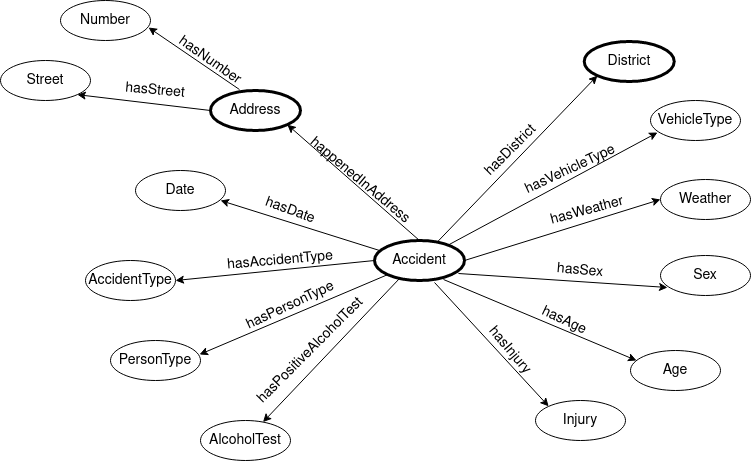 Number
hasNumber
Street
hasStreet
Address
District
happenedInAddress
hasDistrict
VehicleType
hasVehicleType
Date
hasDate
Weather
hasWeather
Accident
AccidentType
hasAccidentType
Sex
hasSex
PersonType
hasPersonType
hasPositiveAlcoholTest
hasAge
Age
hasInjury
Injury
AlcoholTest